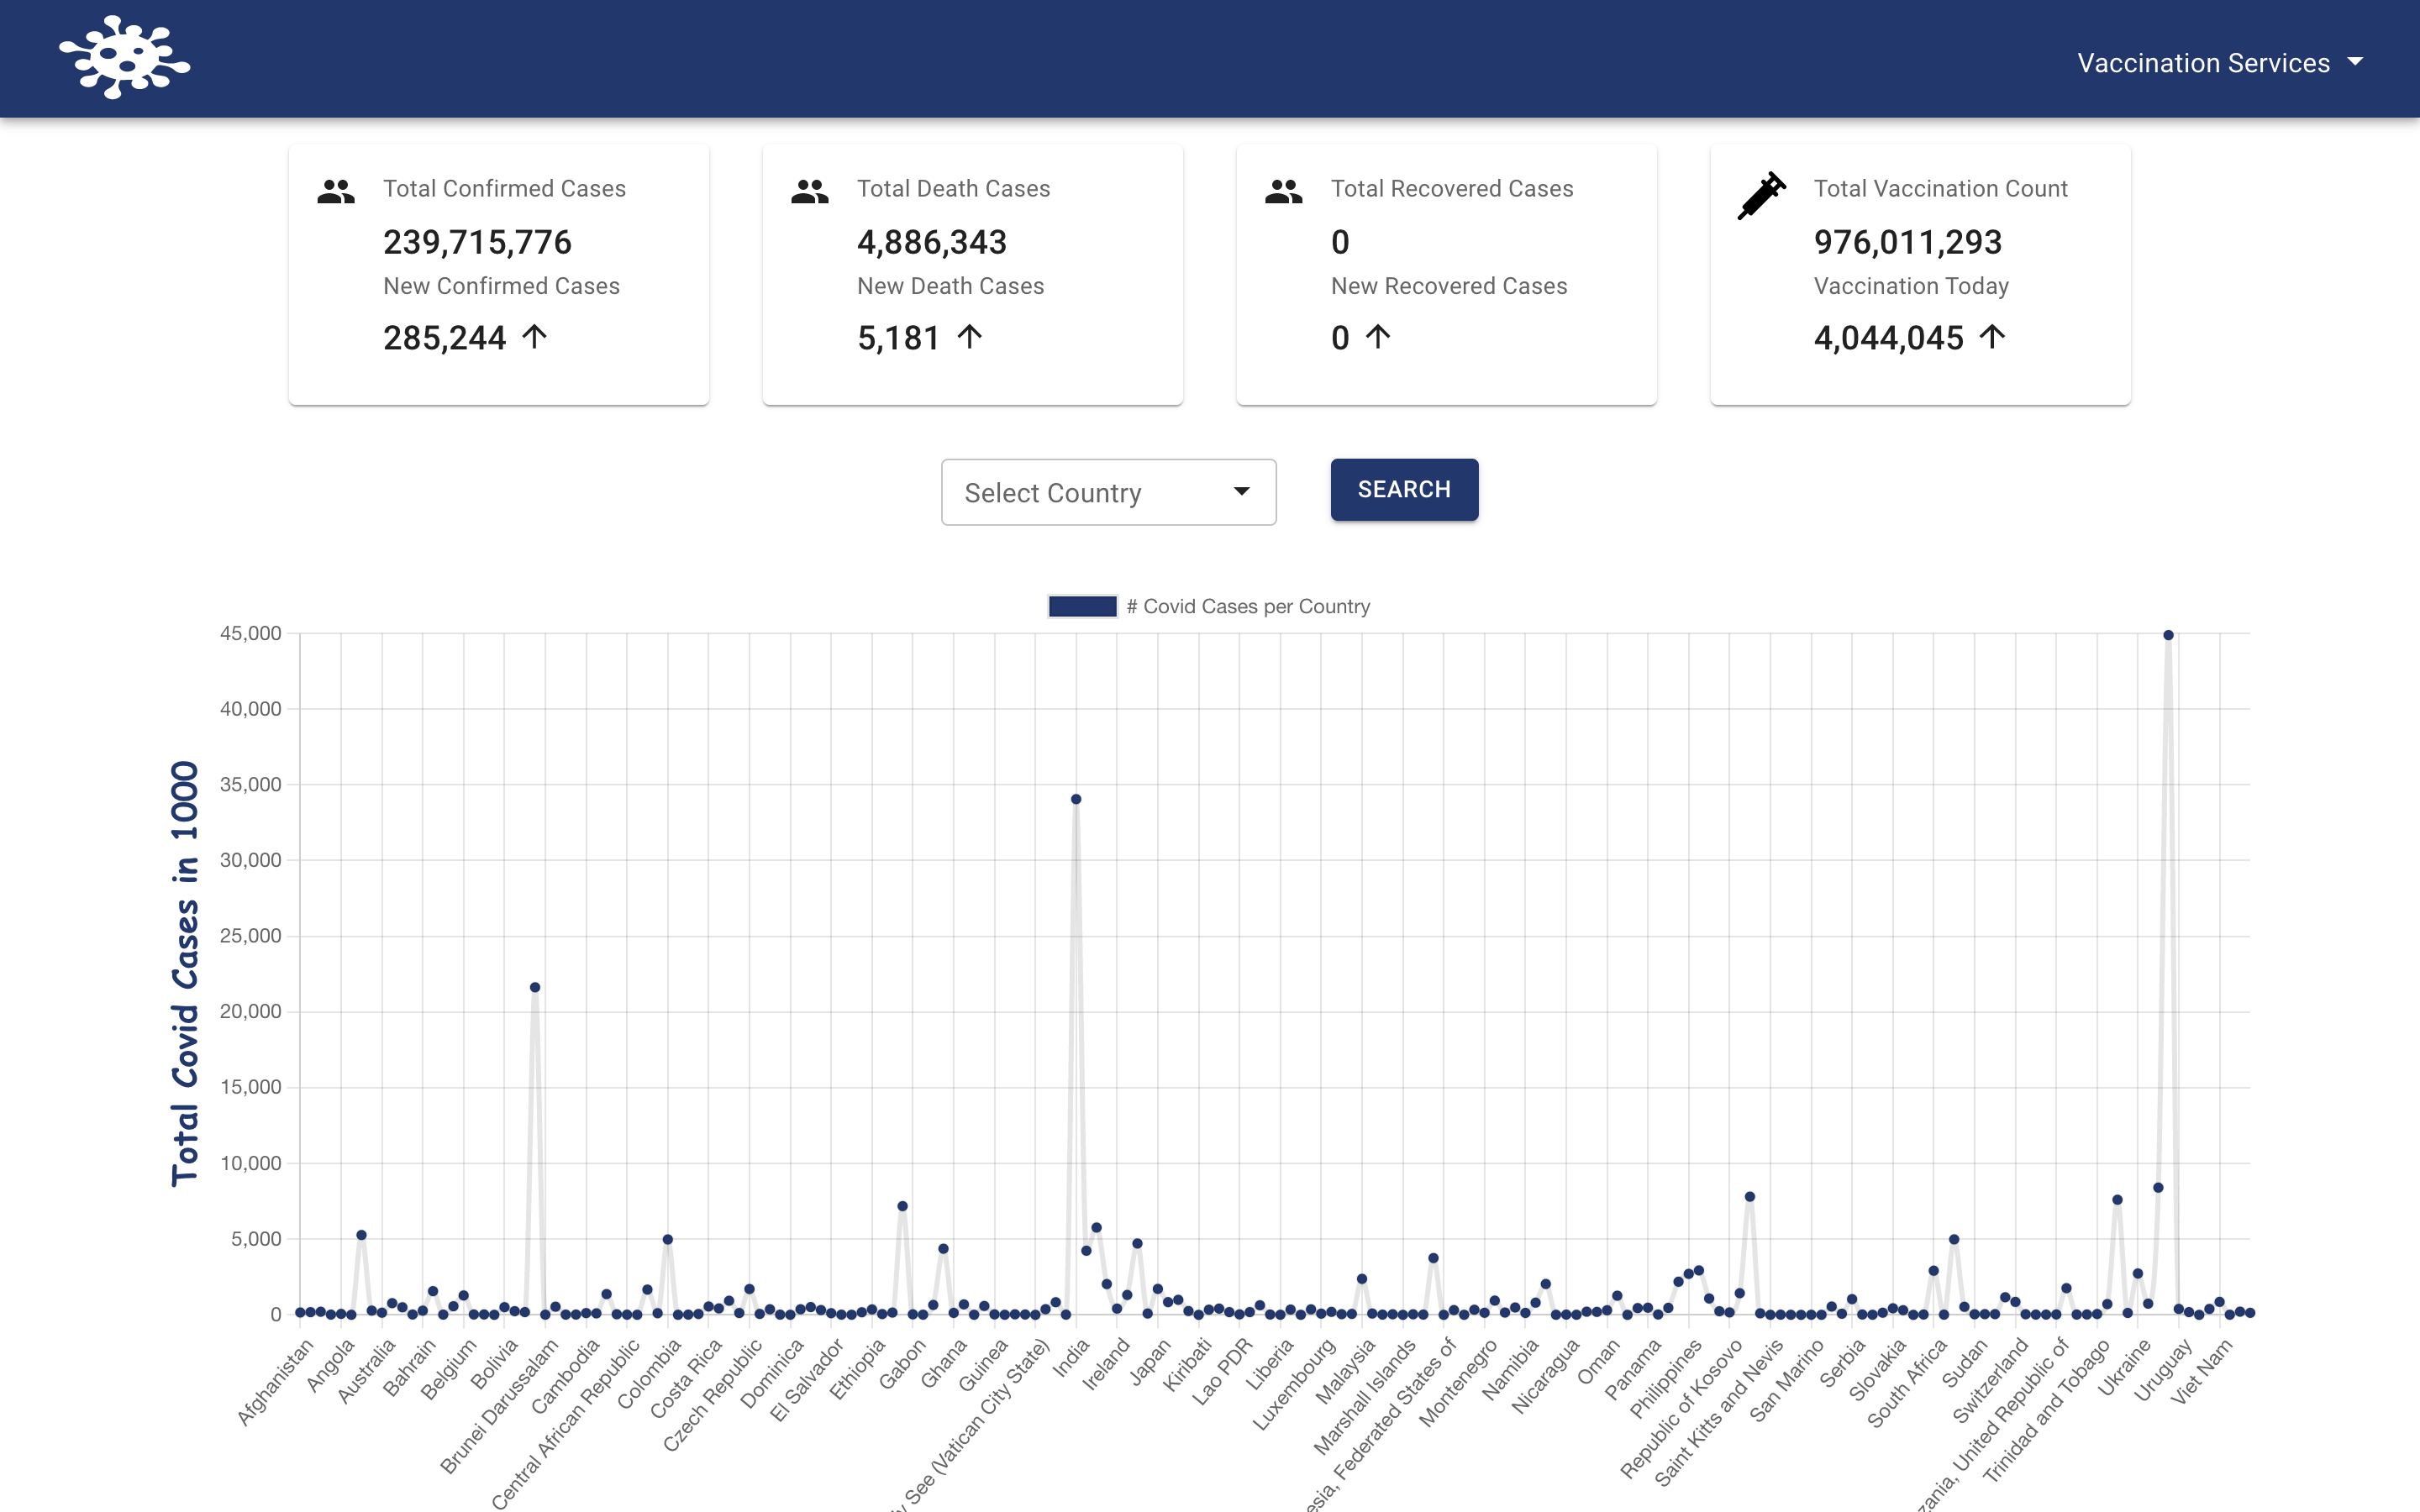 Vaccination Services
Total Confirmed Cases
239,715,776
New Confirmed Cases
285,244
Total Death Cases
4,886,343
New Death Cases
5,181
Total Recovered Cases
0
New Recovered Cases
0
Total Vaccination Count
976,011,293
Vaccination Today
4,044,045
Select Country
SEARCH
# Covid Cases per Country
Total Covid Cases in 1000
45,000
40,000
35,000
30,000
25,000
20,000
15,000
10,000
5,000
0
Afghanistan
Angola
Australia
Bahrain
Belgium
Bolivia
Brunei Darussalam
Cambodia
Central African Republic
Colombia
Costa Rica
Czech Republic
Dominica
El Salvador
Ethiopia
Gabon
Ghana
Guinea
See (Vatican City State)
India
Ireland
Japan
Kiribati
Lao PDR
Liberia
Luxembourg
Malaysia
Marshall Islands
Federated States of
Montenegro
Namibia
Nicaragua
Oman
Panama
Philippines
Republic of Kosovo
Saint Kitts and Nevis
San Marino
Serbia
Slovakia
South Africa
Sudan
Switzerland
United Republic of
Trinidad and Tobago
Ukraine
Uruguay
Viet Nam